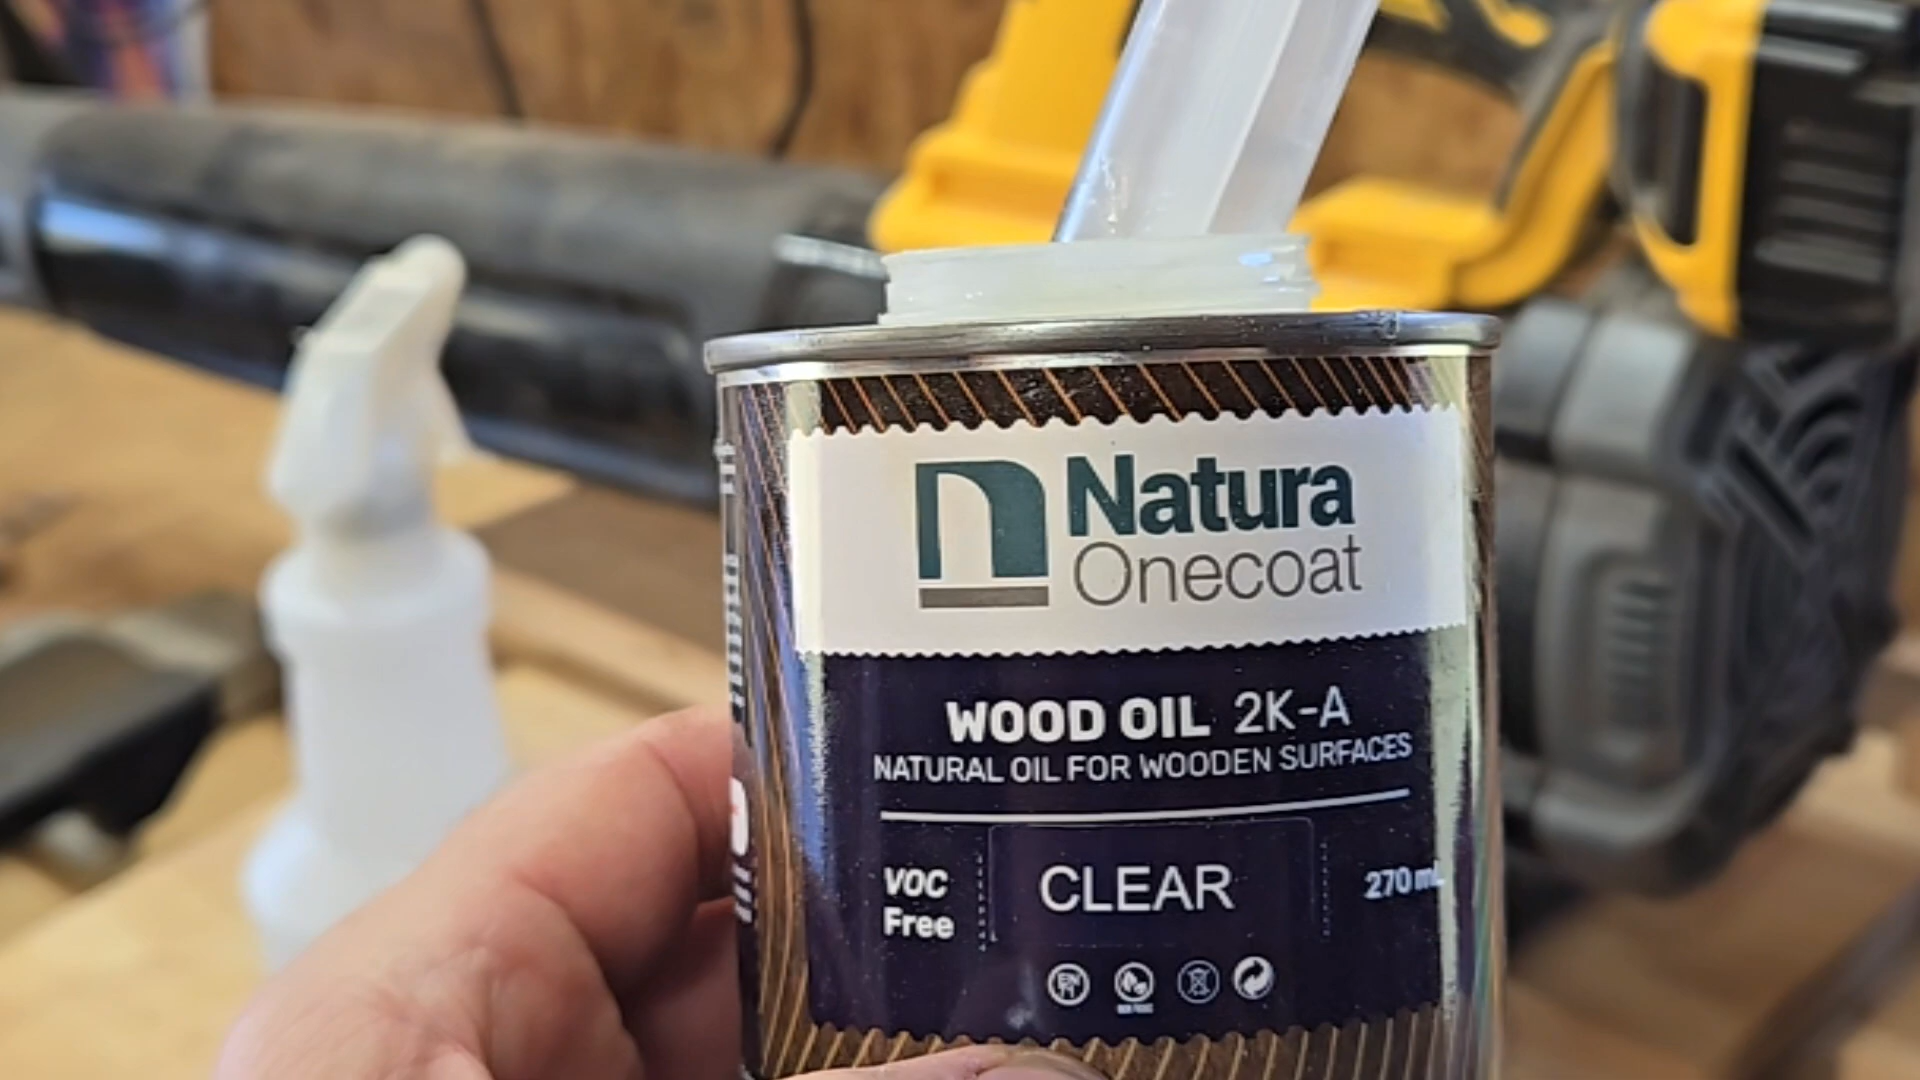 Natura
Onecoat
WOOD OIL 2K-A
NATURAL OIL FOR WOODEN SURFACES
VOC
Free
CLEAR
270 mL